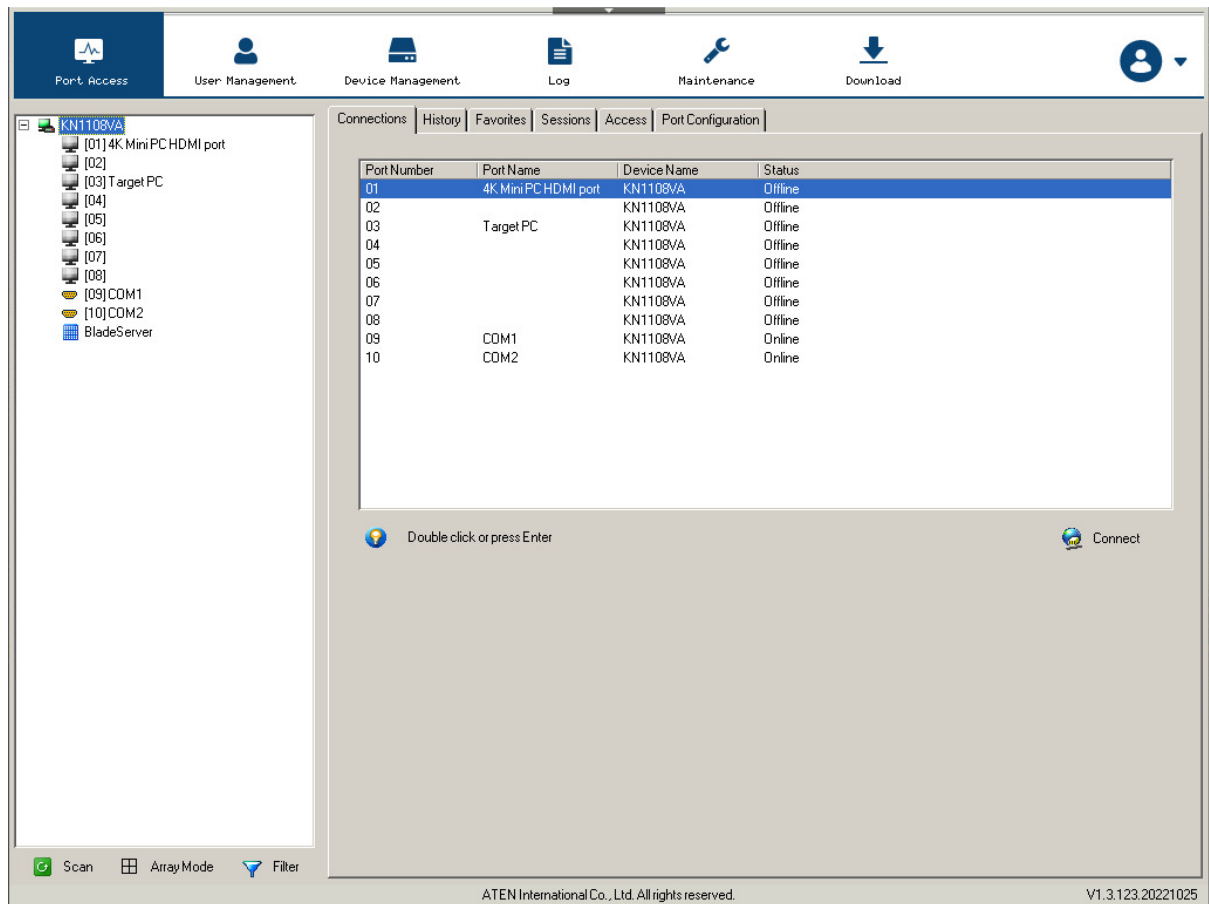 Port Access User Management Device Management Log Maintenance Download
Connections History Favorites Sessions Access Port Configuration
KN1108VA
[01] 4K Mini PC HDMI port
[02]
[03] Target PC
[04]
[05]
[06]
[07]
[08]
[09] COM1
[10] COM2
BladeServer
Port Number Port Name Device Name Status
01 4K Mini PC HDMI port KN1108VA Offline
02 KN1108VA Offline
03 Target PC KN1108VA Offline
04 KN1108VA Offline
05 KN1108VA Offline
06 KN1108VA Offline
07 KN1108VA Offline
08 KN1108VA Offline
09 COM1 KN1108VA Online
10 COM2 KN1108VA Online
Double click or press Enter Connect
Scan Array Mode Filter
ATEN International Co., Ltd. All rights reserved. V1.3.123.20221025